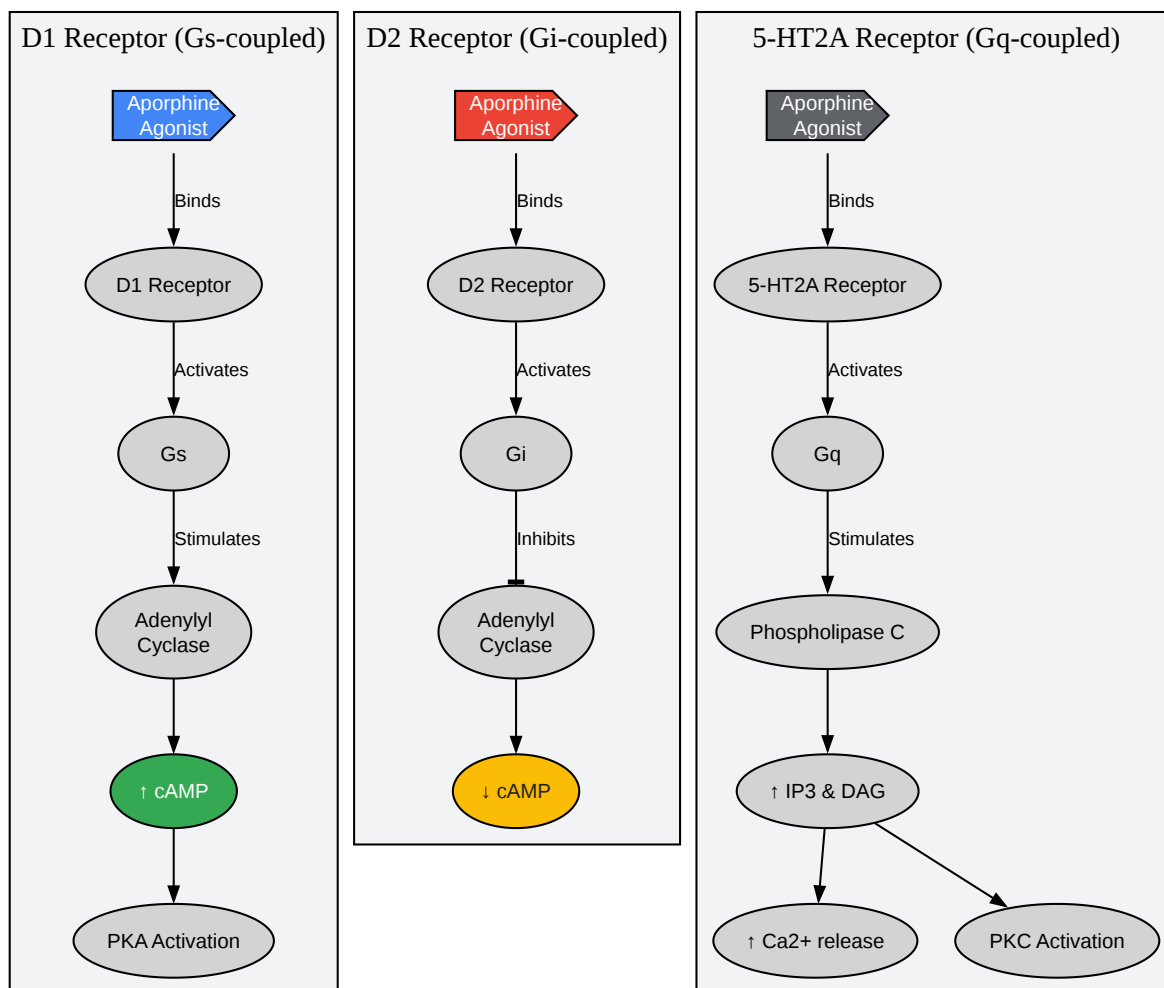 D1 Receptor (Gs-coupled)
Aporphine
Agonist
Binds
D1 Receptor
Activates
Gs
Stimulates
Adenylyl
Cyclase
↑ cAMP
PKA Activation
D2 Receptor (Gi-coupled)
Aporphine
Agonist
Binds
D2 Receptor
Activates
Gi
Inhibits
Adenylyl
Cyclase
↓ cAMP
5-HT2A Receptor (Gq-coupled)
Aporphine
Agonist
Binds
5-HT2A Receptor
Activates
Gq
Stimulates
Phospholipase C
↑ IP3 & DAG
↑ Ca2+ release
PKC Activation